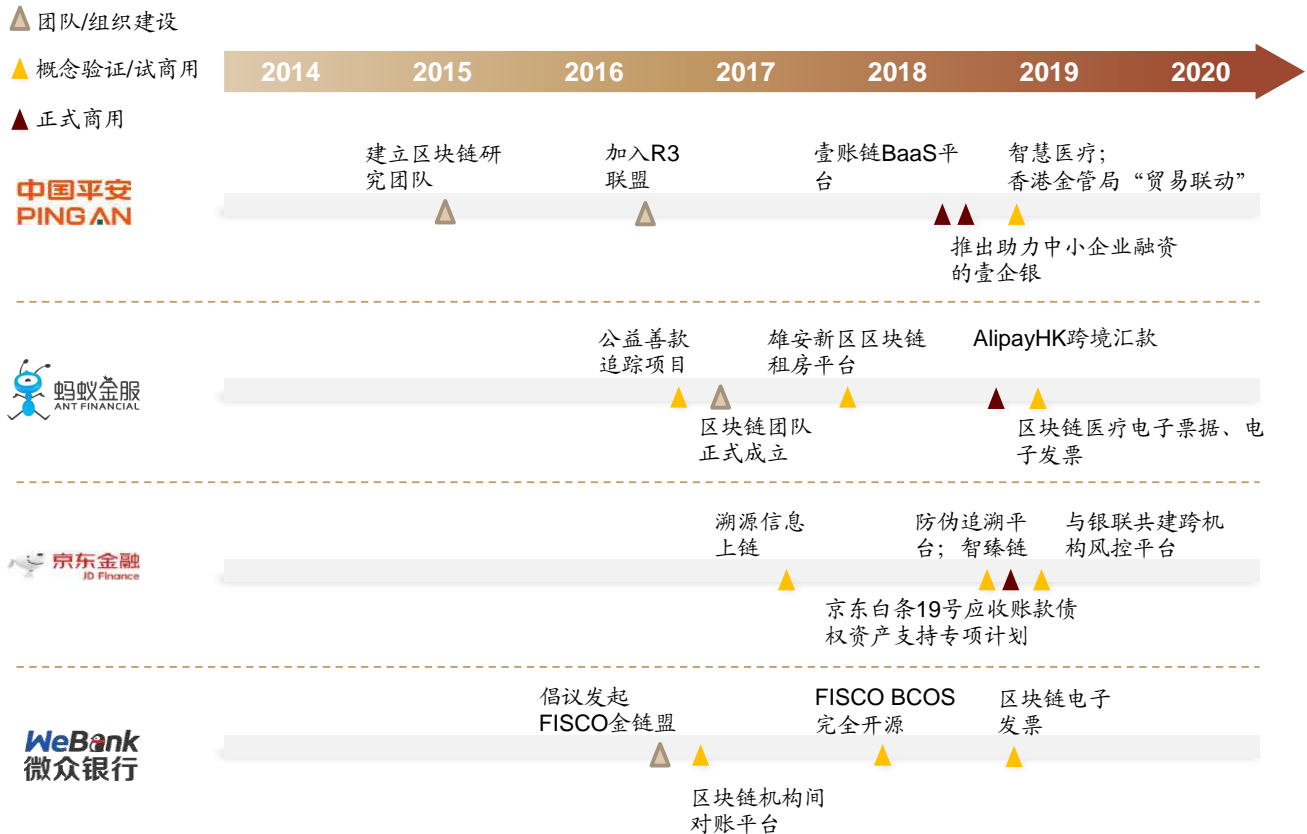 团队/组织建设
概念验证/试商用
正式商用
2014 2015 2016 2017 2018 2019 2020
中国平安
PING AN
建立区块链研
究团队
加入R3
联盟
壹账链BaaS平
台
智慧医疗；
香港金管局“贸易联动”
推出助力中小企业融资
的壹企银
蚂蚁金服
ANT FINANCIAL
公益善款
追踪项目
雄安新区区块链
租房平台
AlipayHK跨境汇款
区块链团队
正式成立
区块链医疗电子票据、电
子发票
京东金融
JD Finance
溯源信息
上链
防伪追溯平
台；智臻链
与银联共建跨机
构风控平台
京东白条19号应收账款债
权资产支持专项计划
WeBank
微众银行
倡议发起
FISCO金链盟
FISCO BCOS
完全开源
区块链电子
发票
区块链机构间
对账平台